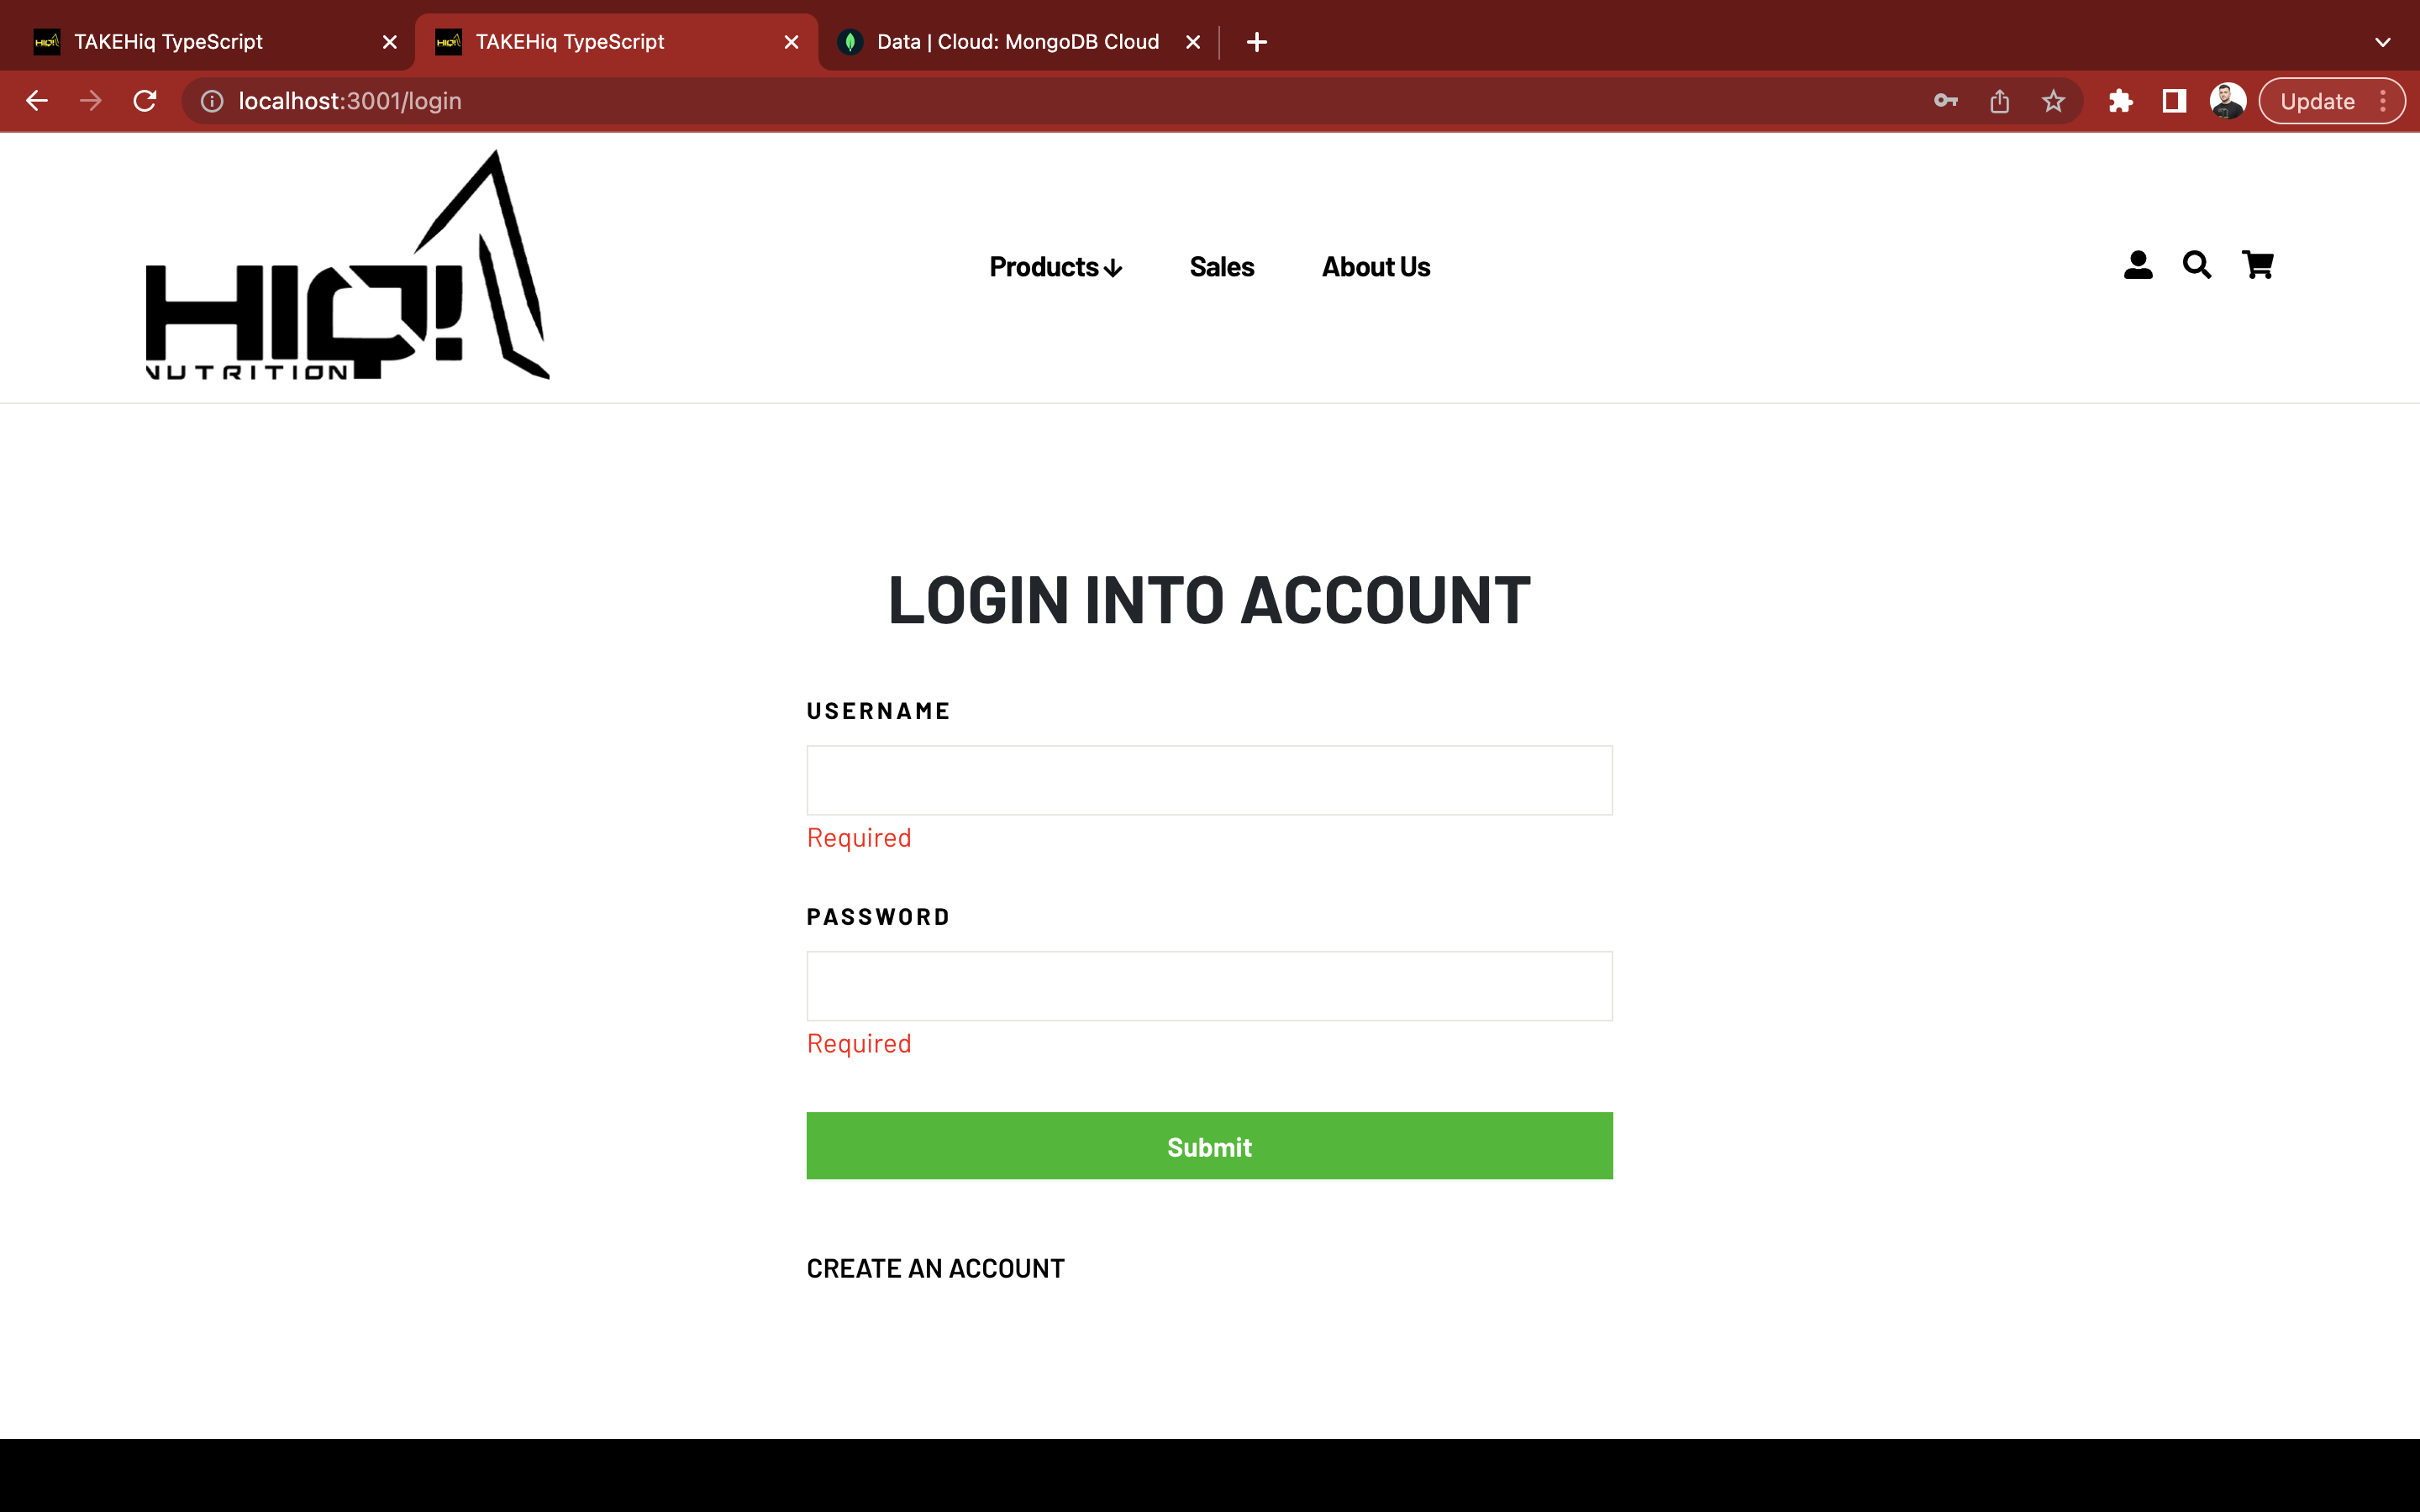 TAKEHiq TypeScript
TAKEHiq TypeScript
Data | Cloud: MongoDB Cloud
localhost:3001/login
Update
HIQ!
NUTRITION
Products
Sales
About Us
LOGIN INTO ACCOUNT
USERNAME
Required
PASSWORD
Required
Submit
CREATE AN ACCOUNT